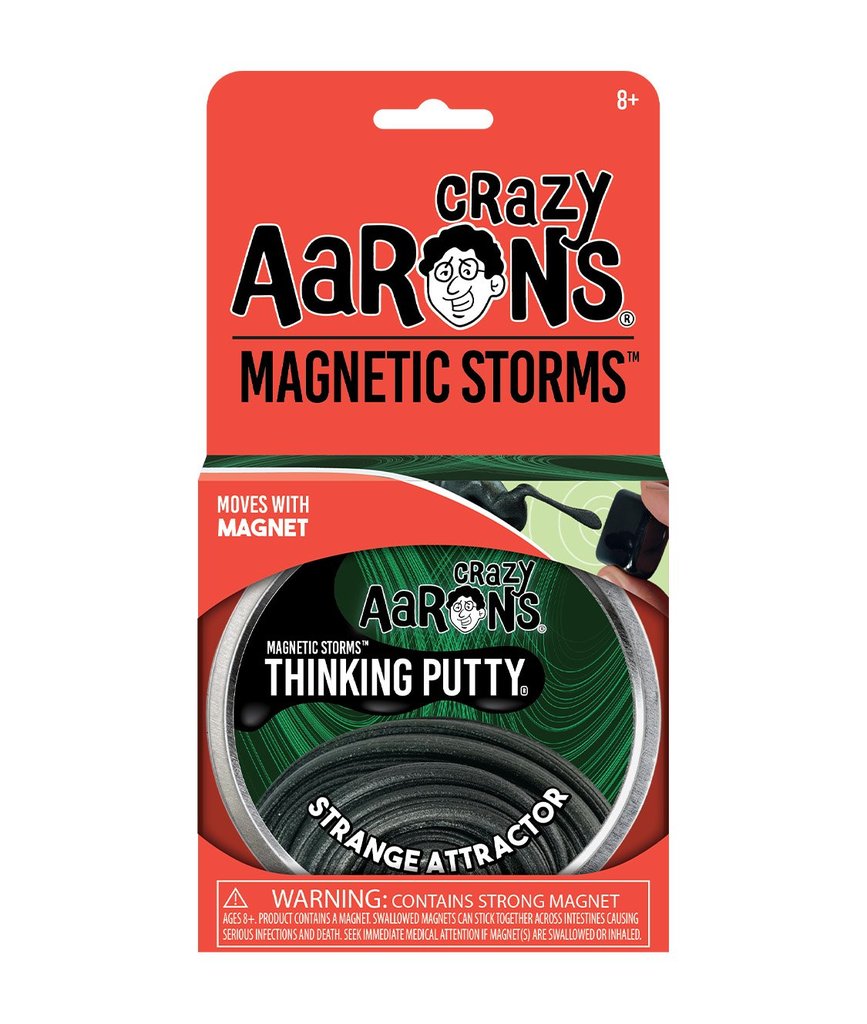 8+
CRAZY
AARON'S®
MAGNETIC STORMS™
MOVES WITH
MAGNET
CRAZY
AARON'S®
MAGNETIC STORMS™
THINKING PUTTY®
STRANGE ATTRACTOR
WARNING: CONTAINS STRONG MAGNET
AGES 8+. PRODUCT CONTAINS A MAGNET. SWALLOWED MAGNETS CAN STICK TOGETHER ACROSS INTESTINES CAUSING
SERIOUS INFECTIONS AND DEATH. SEEK IMMEDIATE MEDICAL ATTENTION IF MAGNET(S) ARE SWALLOWED OR INHALED.